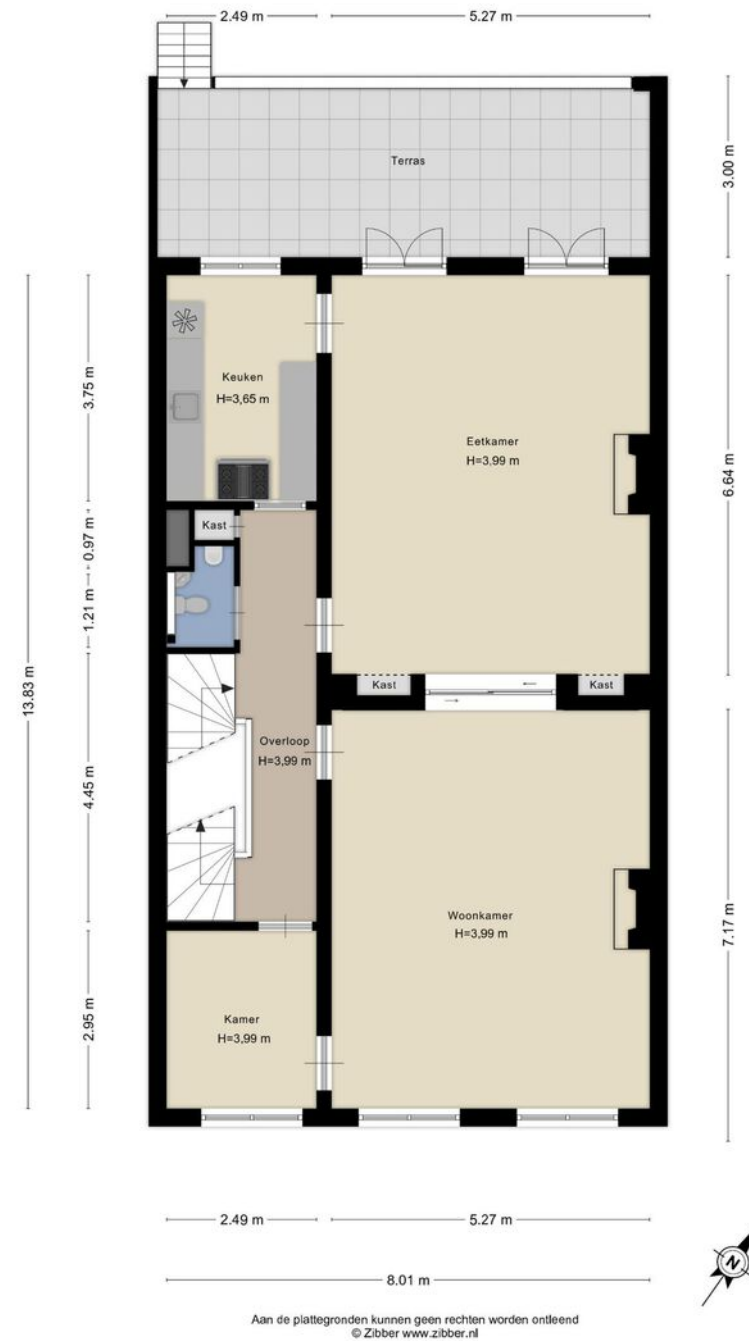 2.49 m
5.27 m
Terras
3.00 m
Keuken
H=3,65 m
3.75 m
Eetkamer
H=3,99 m
6.64 m
Kast
0.97 m
1.21 m
13.83 m
Kast
Kast
Overloop
H=3,99 m
4.45 m
Woonkamer
H=3,99 m
7.17 m
Kamer
H=3,99 m
2.95 m
2.49 m
5.27 m
8.01 m
N
Aan de plattegronden kunnen geen rechten worden ontleend
© Zibber www.zibber.nl